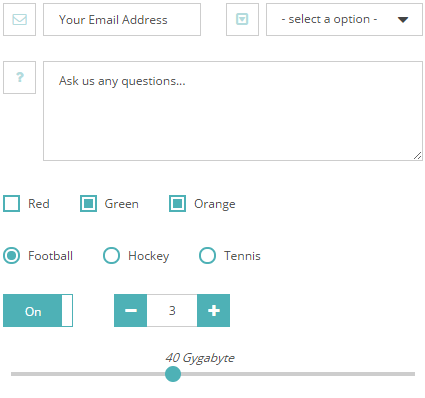 Your Email Address - select a option -
? Ask us any questions...
Red Green Orange
Football Hockey Tennis
On − 3 +
40 Gygabyte